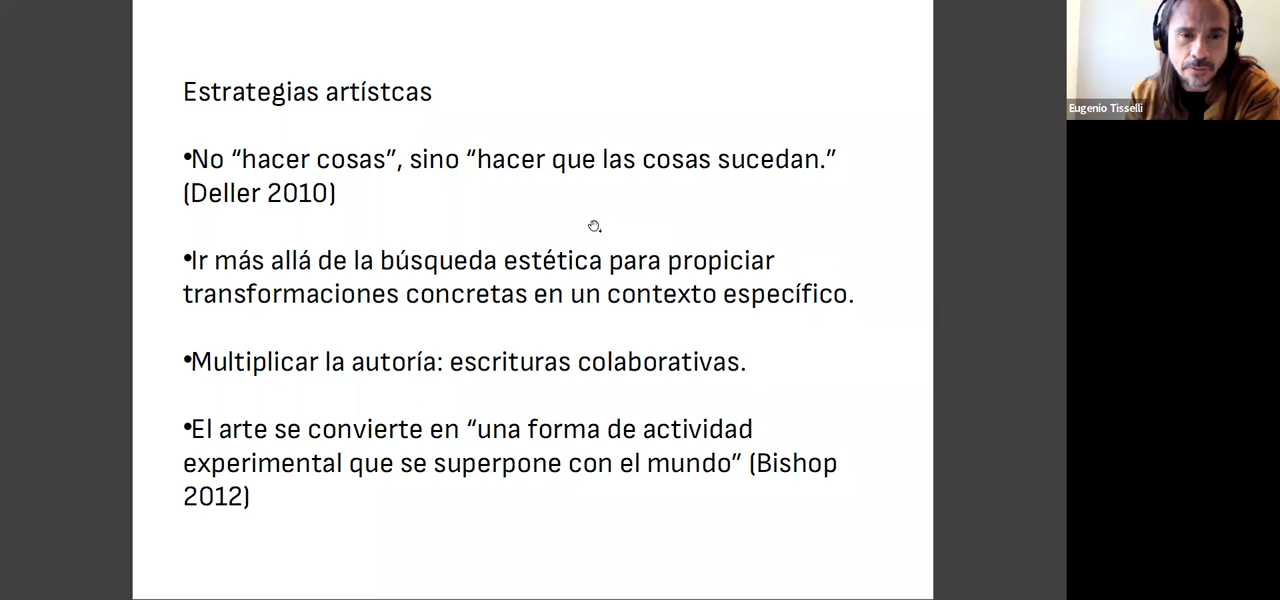 Estrategias artístcas
•No “hacer cosas”, sino “hacer que las cosas sucedan.”
(Deller 2010)
•Ir más allá de la búsqueda estética para propiciar
transformaciones concretas en un contexto específico.
•Multiplicar la autoría: escrituras colaborativas.
•El arte se convierte en “una forma de actividad
experimental que se superpone con el mundo” (Bishop
2012)
Eugenio Tisselli